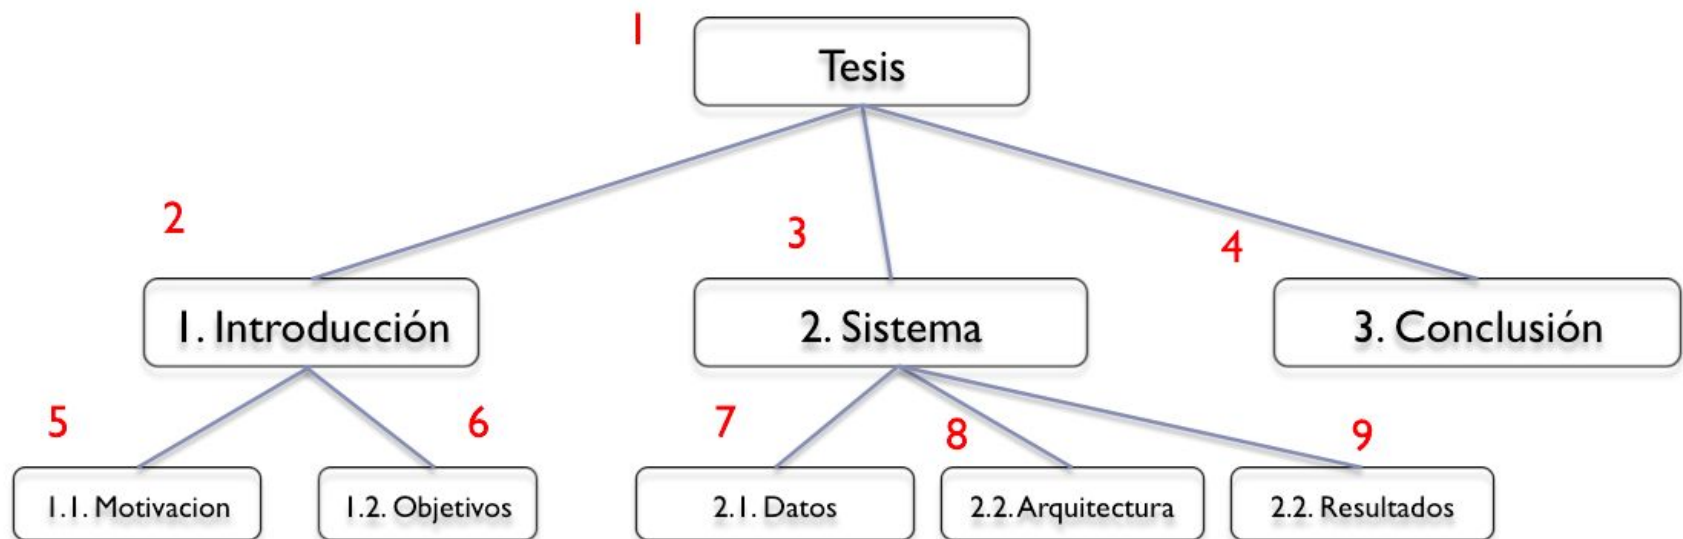 1
Tesis
2
3
4
1. Introducción
2. Sistema
3. Conclusión
5
6
7
8
9
1.1. Motivacion
1.2. Objetivos
2.1. Datos
2.2. Arquitectura
2.2. Resultados